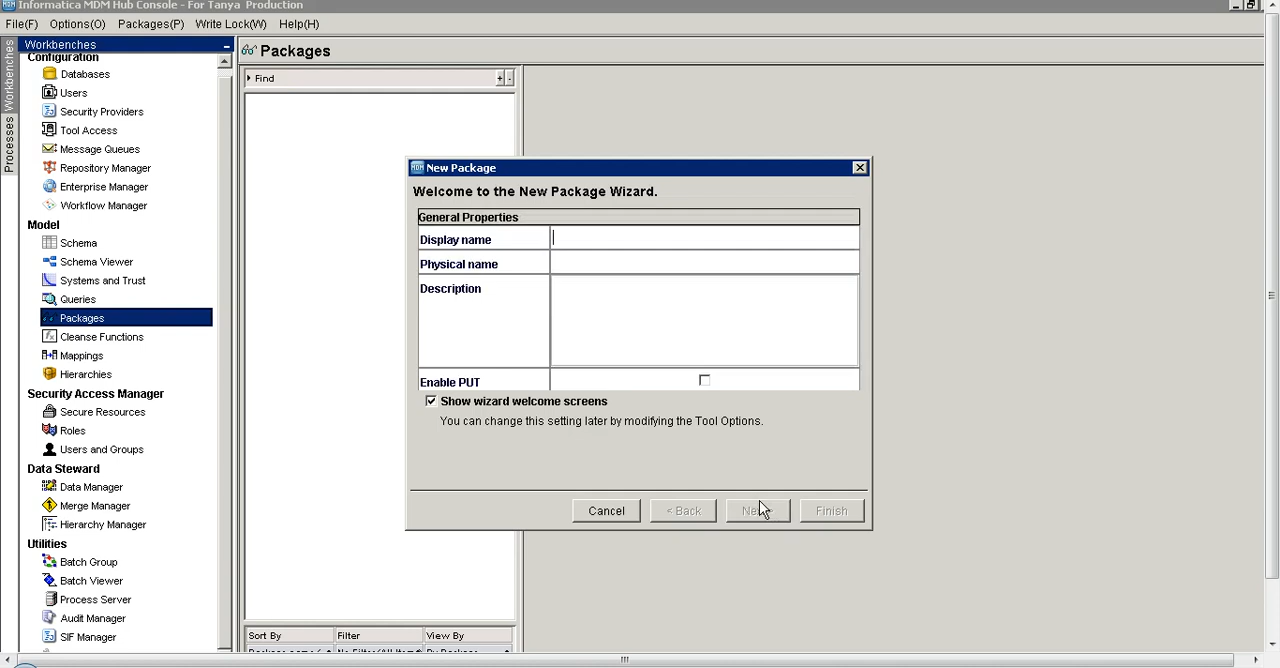 Informatica MDM Hub Console - For Tanya Production
File(F) Options(O) Packages(P) Write Lock(W) Help(H)
Workbenches
Processes
Workbenches
Configuration
Databases
Users
Security Providers
Tool Access
Message Queues
Repository Manager
Enterprise Manager
Workflow Manager
Model
Schema
Schema Viewer
Systems and Trust
Queries
Packages
Cleanse Functions
Mappings
Hierarchies
Security Access Manager
Secure Resources
Roles
Users and Groups
Data Steward
Data Manager
Merge Manager
Hierarchy Manager
Utilities
Batch Group
Batch Viewer
Process Server
Audit Manager
SIF Manager
Packages
Find
+ -
MDM New Package
Welcome to the New Package Wizard.
General Properties
Display name
Physical name
Description
Enable PUT
Show wizard welcome screens
You can change this setting later by modifying the Tool Options.
Cancel < Back Finish
Sort By Filter View By